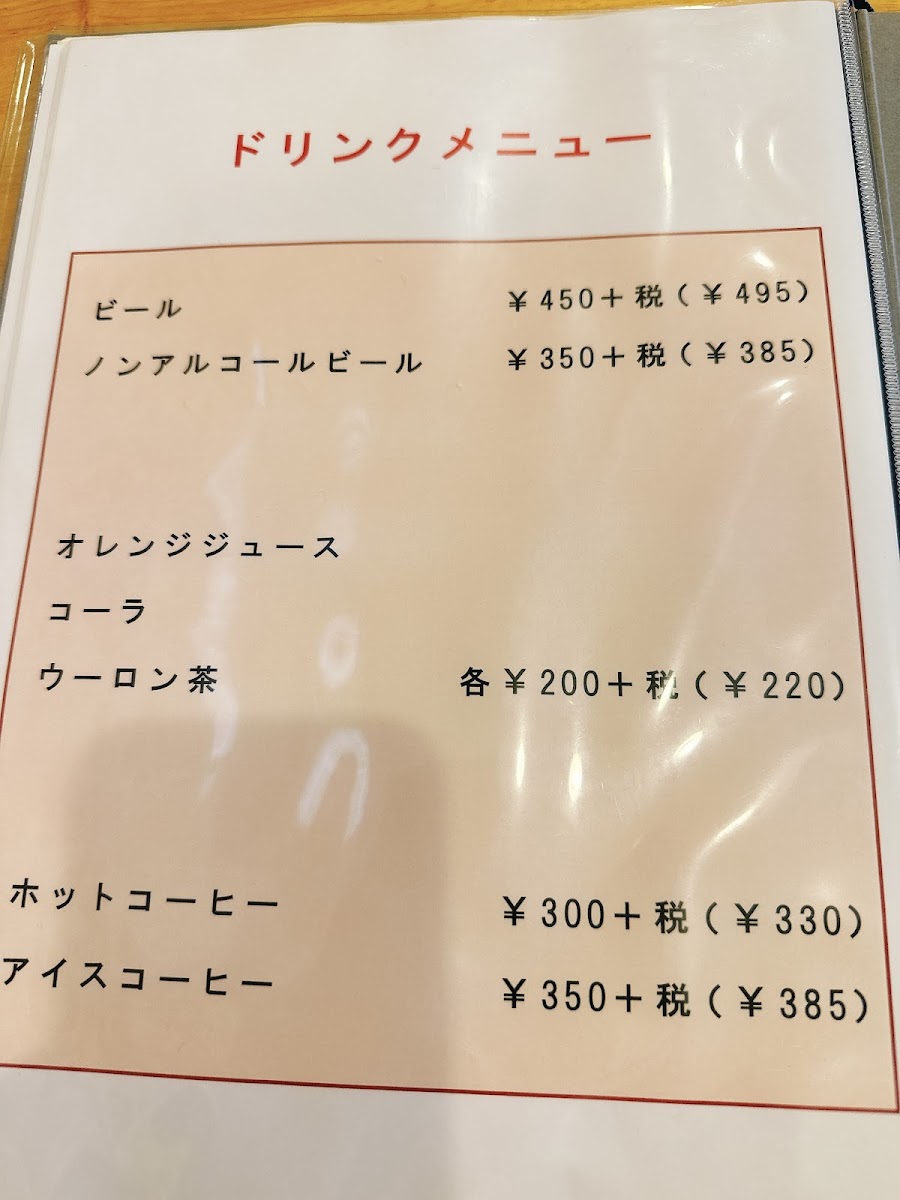 ドリンクメニュー
ビール ¥450+税(¥495)
ノンアルコールビール ¥350+税(¥385)
オレンジジュース
コーラ
ウーロン茶 各¥200+税(¥220)
ホットコーヒー ¥300+税(¥330)
アイスコーヒー ¥350+税(¥385)